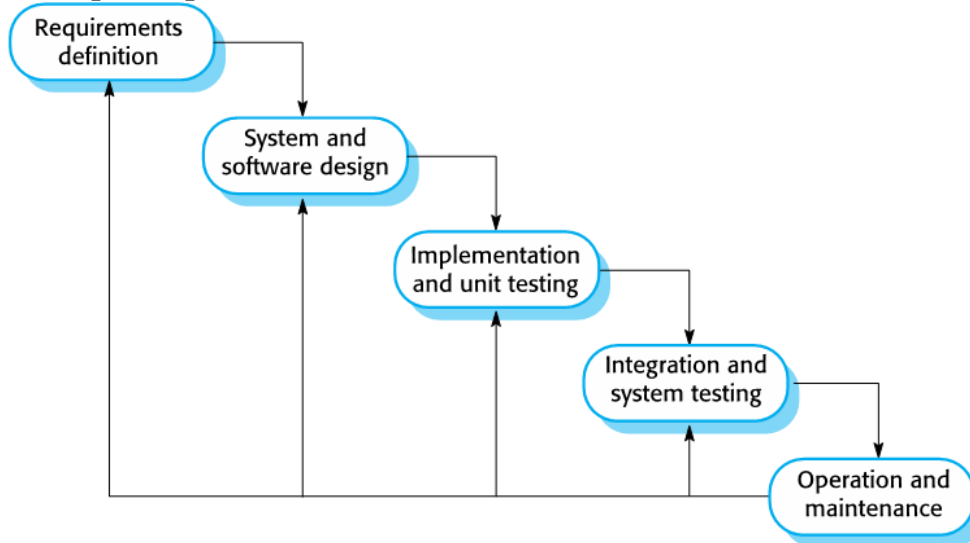 Requirements
definition
System and
software design
Implementation
and unit testing
Integration and
system testing
Operation and
maintenance